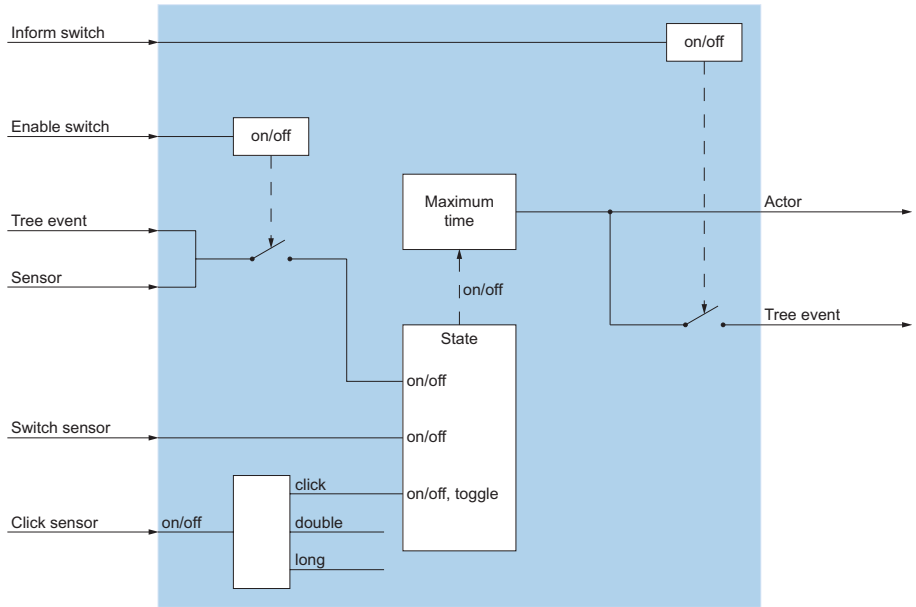 Inform switch
on/off
Enable switch
on/off
Tree event
Sensor
Maximum
time
Actor
on/off
Tree event
State
on/off
Switch sensor
on/off
click
on/off, toggle
Click sensor
on/off
double
long